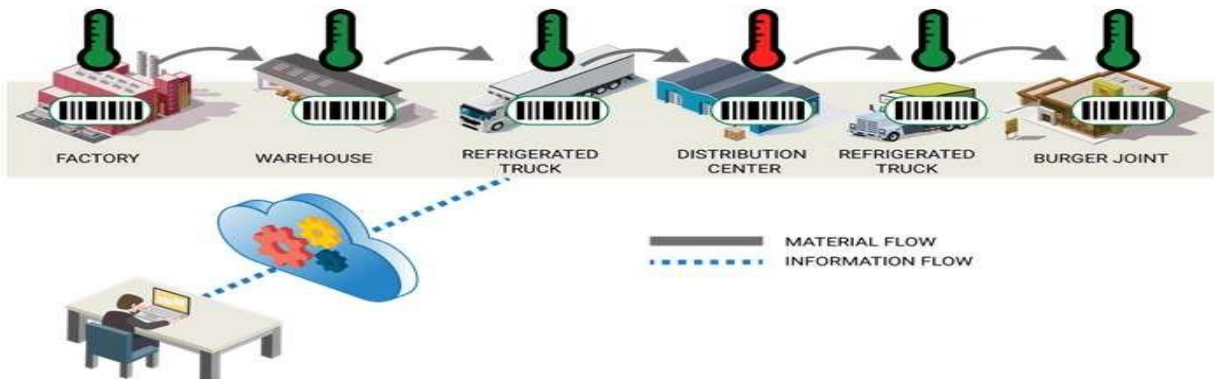 FACTORY
WAREHOUSE
REFRIGERATED
TRUCK
DISTRIBUTION
CENTER
REFRIGERATED
TRUCK
BURGER JOINT
MATERIAL FLOW
INFORMATION FLOW